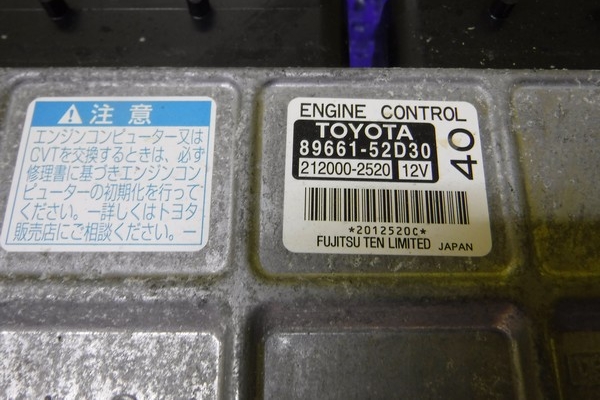 注意
エンジンコンピューター又は
CVTを交換するときは、必ず
修理書に基づきエンジンコン
ピューターの初期化を行って
ください。ー詳しくはトヨタ
販売店にご相談ください。ー
ENGINE CONTROL
TOYOTA
89661-52D30
212000-2520 12V
40
*2012520C*
FUJITSU TEN LIMITED JAPAN